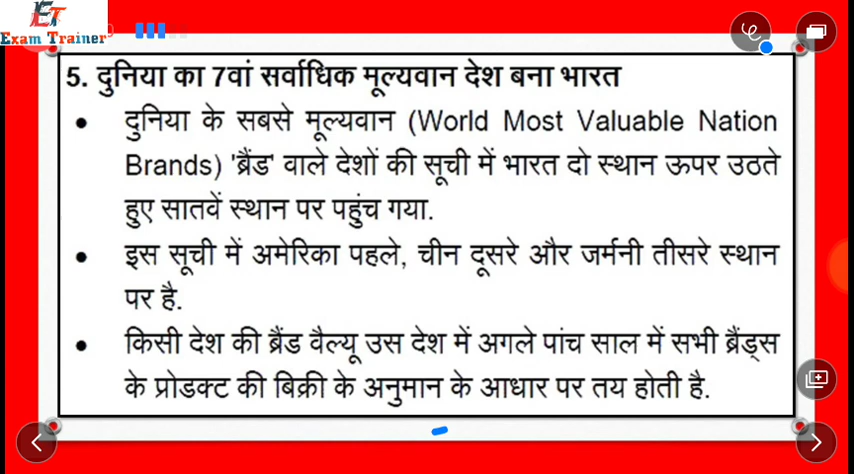 ET
Exam Trainer
5. दुनिया का 7वां सर्वाधिक मूल्यवान देश बना भारत
• दुनिया के सबसे मूल्यवान (World Most Valuable Nation
Brands) 'ब्रैंड' वाले देशों की सूची में भारत दो स्थान ऊपर उठते
हुए सातवें स्थान पर पहुंच गया.
• इस सूची में अमेरिका पहले, चीन दूसरे और जर्मनी तीसरे स्थान
पर है.
• किसी देश की ब्रैंड वैल्यू उस देश में अगले पांच साल में सभी ब्रैंड्स
के प्रोडक्ट की बिक्री के अनुमान के आधार पर तय होती है.